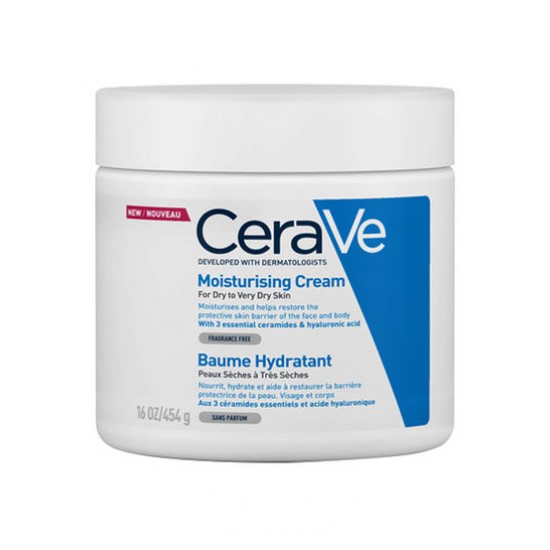 NEW / NOUVEAU
CeraVe
DEVELOPED WITH DERMATOLOGISTS
Moisturising Cream
For Dry to Very Dry Skin
Moisturises and helps restore the
protective skin barrier of the face and body
With 3 essential ceramides & hyaluronic acid
FRAGRANCE FREE
Baume Hydratant
Peaux Sèches à Très Sèches
Nourrit, hydrate et aide à restaurer la barrière
protectrice de la peau. Visage et corps
Aux 3 céramides essentiels et acide hyaluronique
SANS PARFUM
16 OZ/454 g